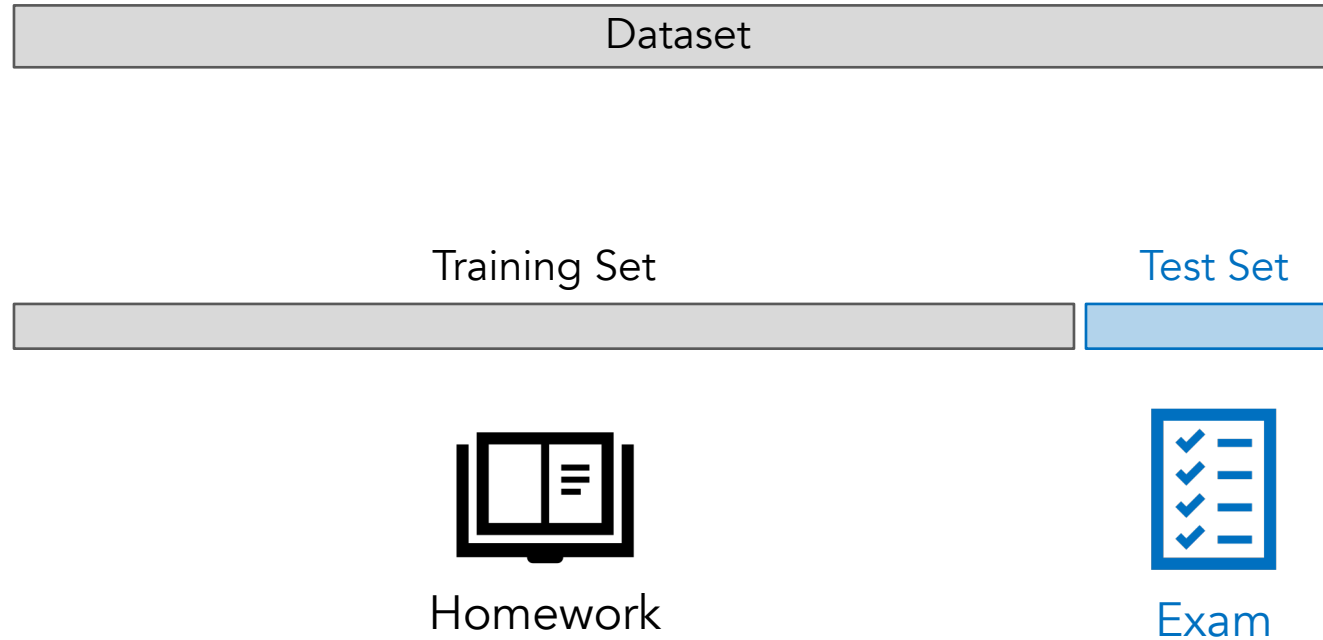 Dataset
Training Set
Test Set
Homework
Exam